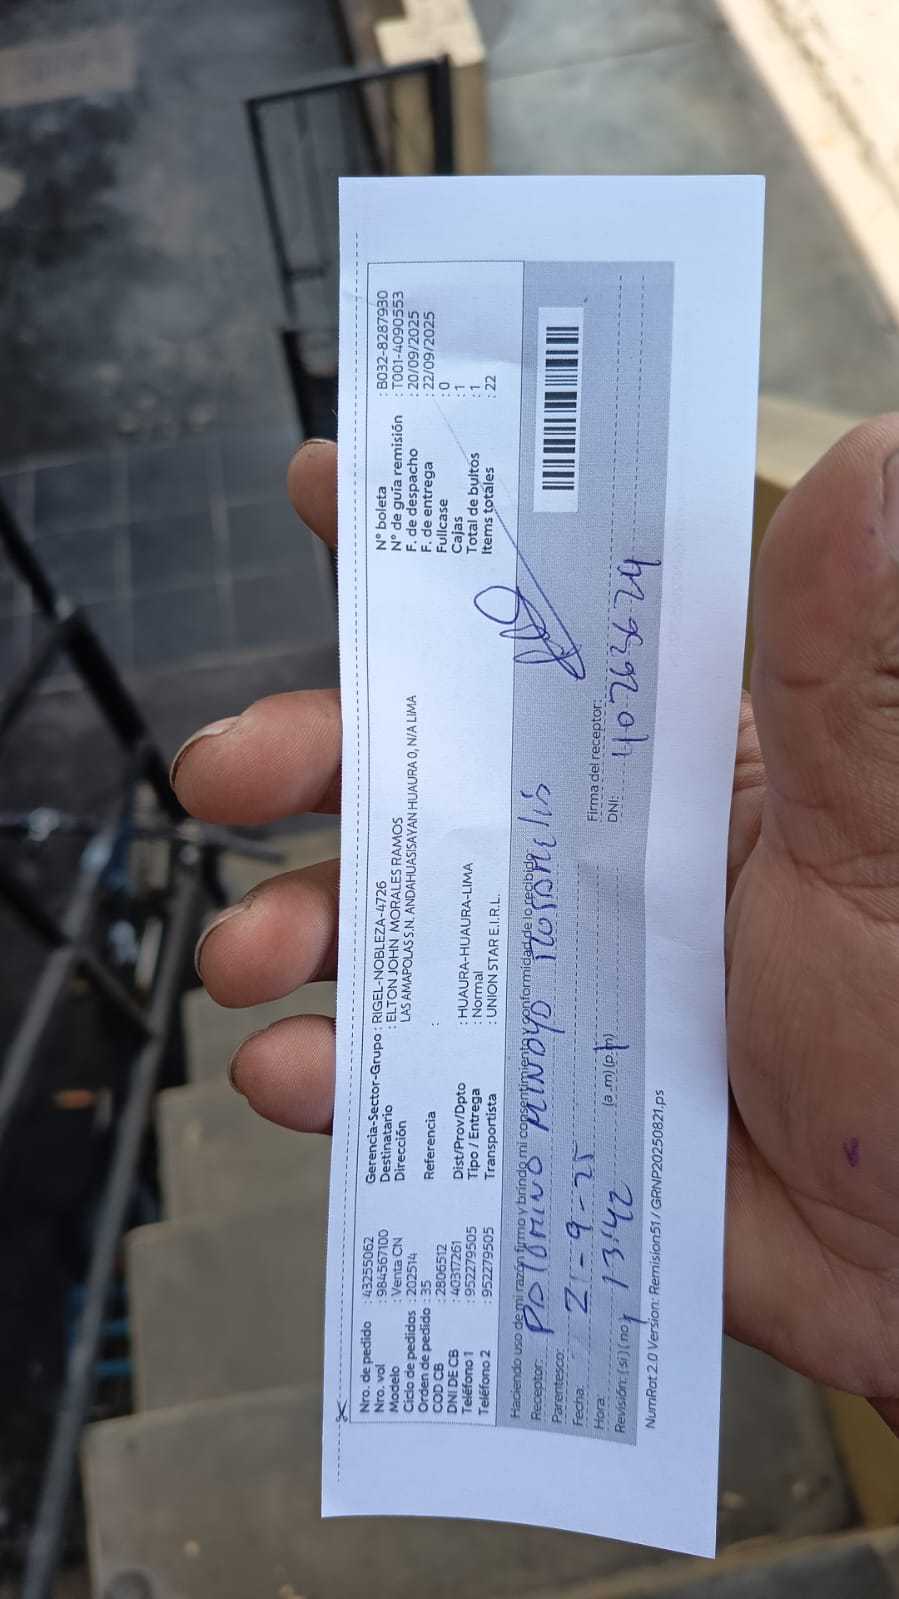 Nro. de pedido : 43255062
Nro. vol : 984567100
Modelo : Venta CN
Ciclo de pedidos : 202514
Orden de pedido : 35
COD CB : 2806512
DNI DE CB : 40317261
Teléfono 1 : 952279505
Teléfono 2 : 952279505
Gerencia-Sector-Grupo : RIGEL-NOBLEZA-4726
Destinatario : ELTON JOHN MORALES RAMOS
Dirección : LAS AMAPOLAS S.N. ANDAHUASISAYAN HUAURA 0, N/A LIMA
Referencia :
Dist/Prov/Dpto : HUAURA-HUAURA-LIMA
Tipo / Entrega : Normal
Transportista : UNION STAR E.I.R.L.
N° boleta : B032-8287930
N° de guía remisión : T001-4090553
F. de despacho : 20/09/2025
F. de entrega : 22/09/2025
Fullcase : 0
Cajas : 1
Total de bultos : 1
Items totales : 22
Haciendo uso de mi razón firmo y brindo mi consentimiento y conformidad de lo recibido
Receptor: PALOMINO MINAYO
Parentesco:
Fecha: 21-9-25
Hora: 13:42 (a .m) (p.m)
Revisión: ( si ) ( no )
Firma del receptor:
DNI: 40263624
NumRot 2.0 Version: Remision51 / GRNP20250821.ps